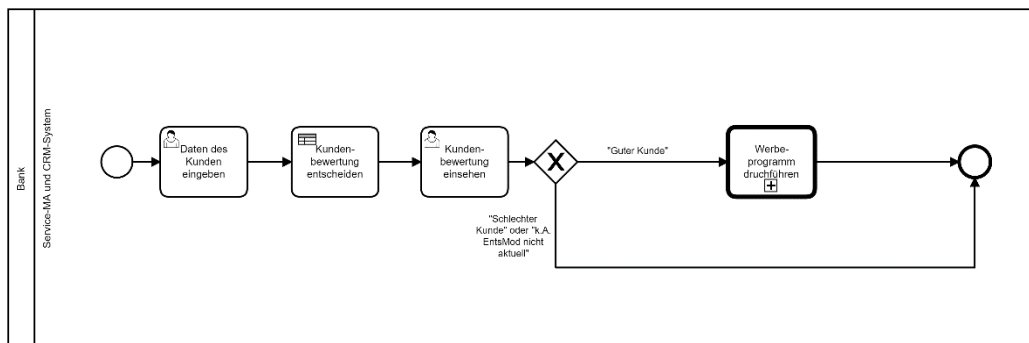 Bank
Service-MA und CRM-System
Daten des
Kunden
eingeben
Kunden-
bewertung
entscheiden
Kunden-
bewertung
einsehen
X
"Guter Kunde"
"Schlechter
Kunde" oder "k.A.
EntsMod nicht
aktuell"
Werbe-
programm
druchführen